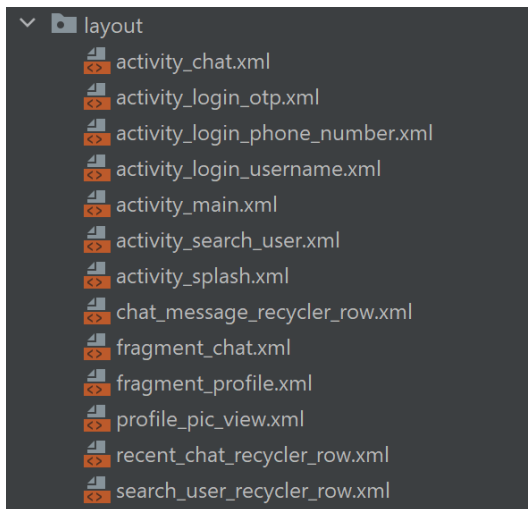 layout
activity_chat.xml
activity_login_otp.xml
activity_login_phone_number.xml
activity_login_username.xml
activity_main.xml
activity_search_user.xml
activity_splash.xml
chat_message_recycler_row.xml
fragment_chat.xml
fragment_profile.xml
profile_pic_view.xml
recent_chat_recycler_row.xml
search_user_recycler_row.xml